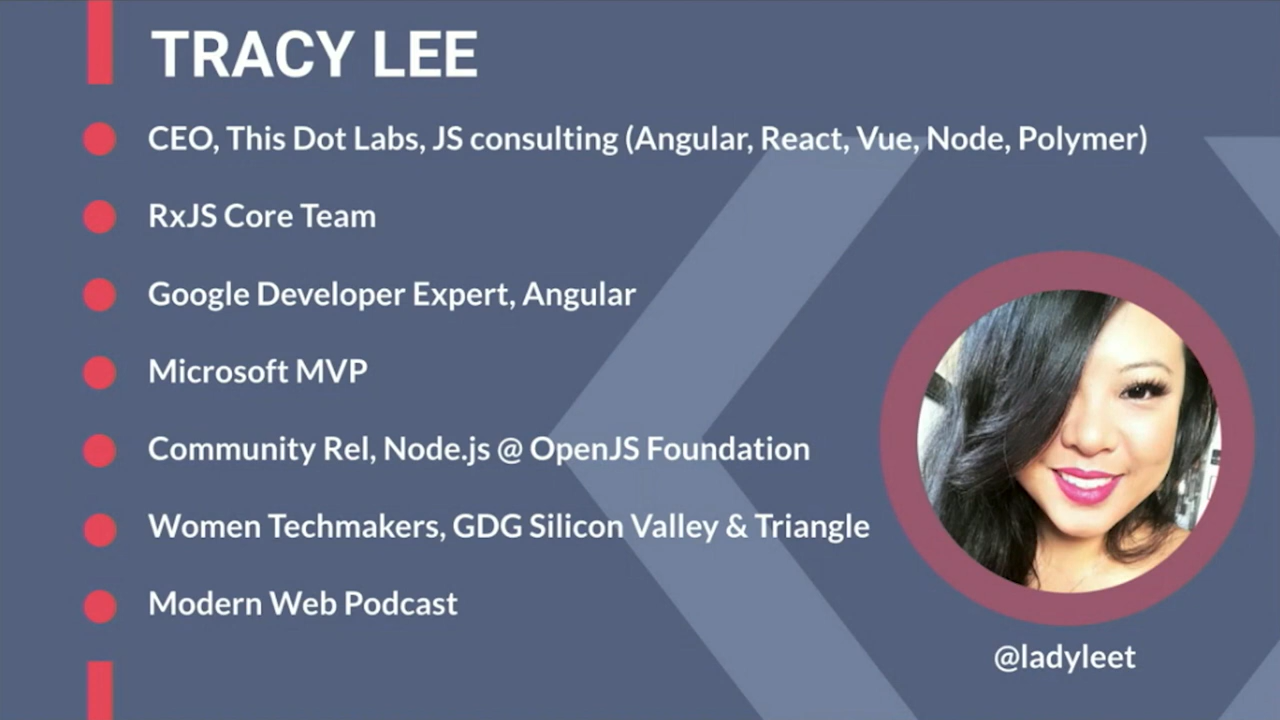 TRACY LEE
CEO, This Dot Labs, JS consulting (Angular, React, Vue, Node, Polymer)
RxJS Core Team
Google Developer Expert, Angular
Microsoft MVP
Community Rel, Node.js @ OpenJS Foundation
Women Techmakers, GDG Silicon Valley & Triangle
Modern Web Podcast
@ladyleet